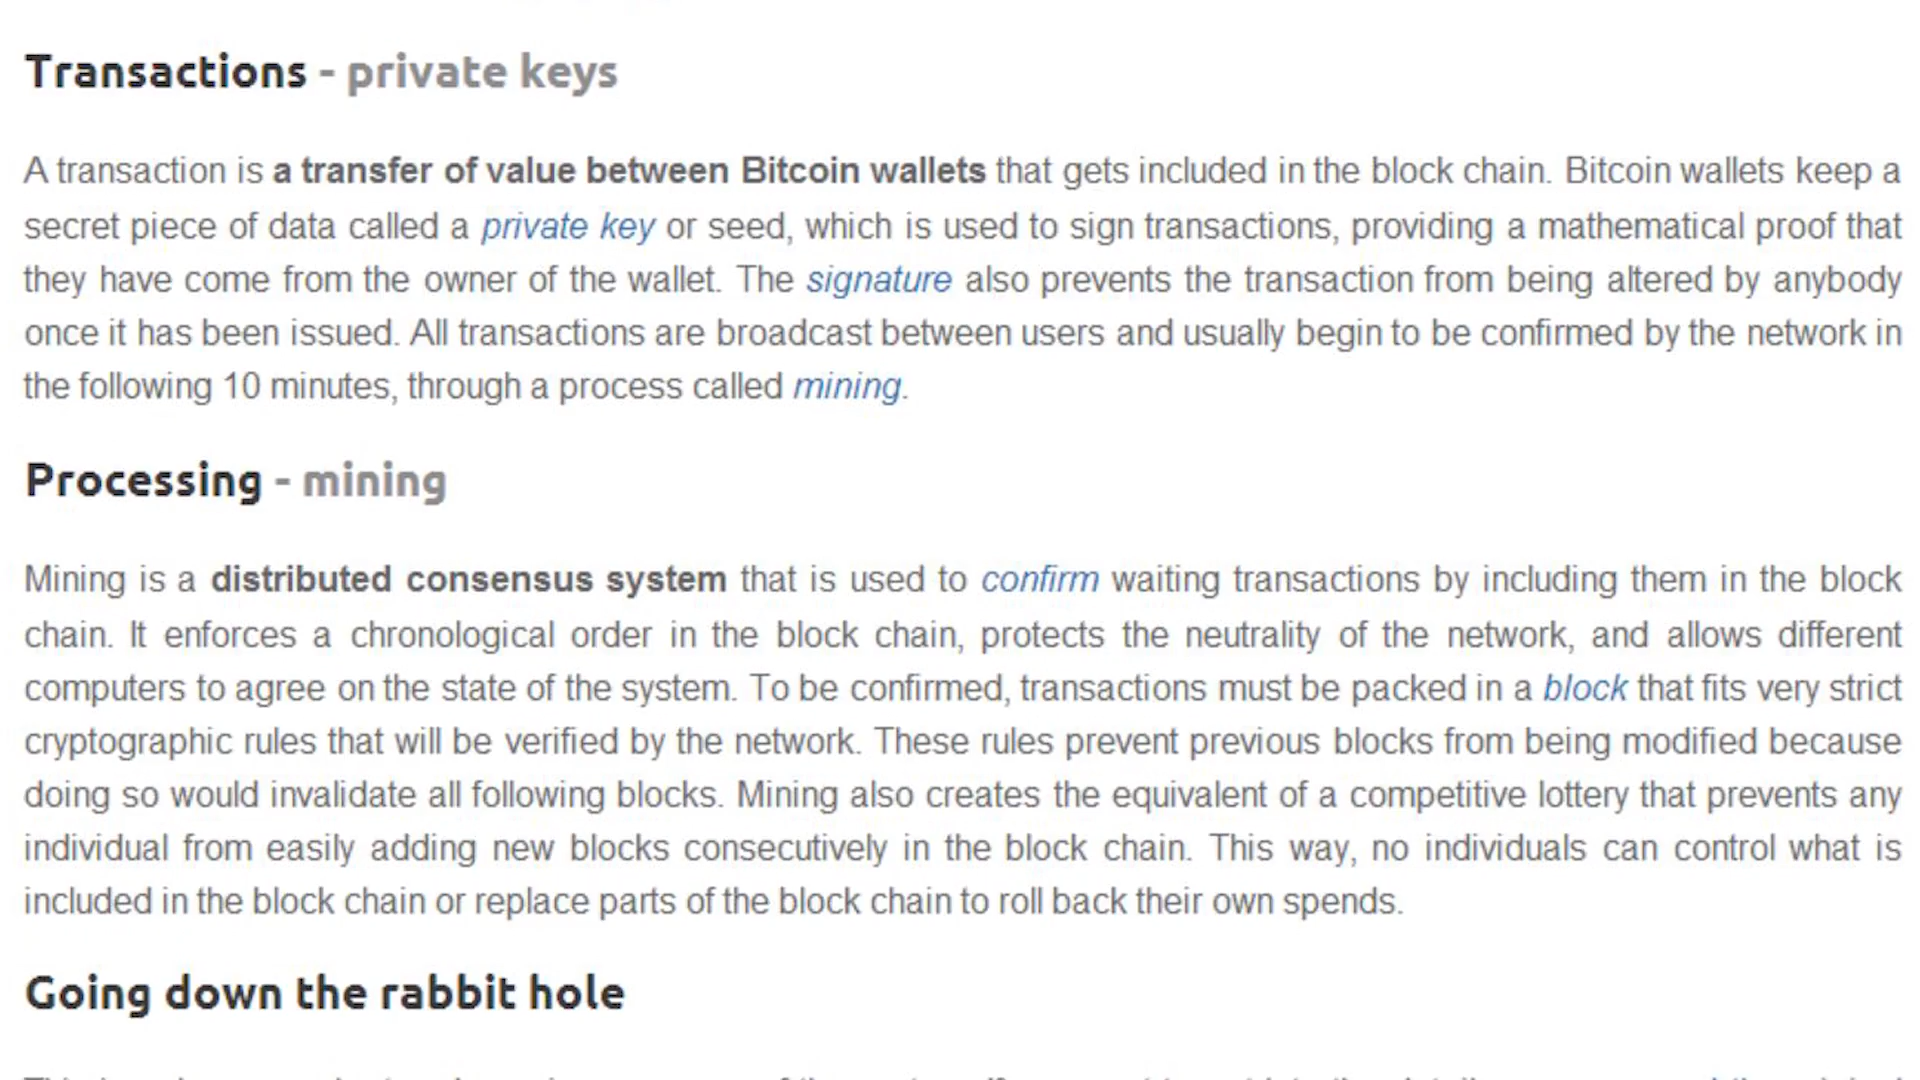 Transactions - private keys
A transaction is a transfer of value between Bitcoin wallets that gets included in the block chain. Bitcoin wallets keep a
secret piece of data called a private key or seed, which is used to sign transactions, providing a mathematical proof that
they have come from the owner of the wallet. The signature also prevents the transaction from being altered by anybody
once it has been issued. All transactions are broadcast between users and usually begin to be confirmed by the network in
the following 10 minutes, through a process called mining.
Processing - mining
Mining is a distributed consensus system that is used to confirm waiting transactions by including them in the block
chain. It enforces a chronological order in the block chain, protects the neutrality of the network, and allows different
computers to agree on the state of the system. To be confirmed, transactions must be packed in a block that fits very strict
cryptographic rules that will be verified by the network. These rules prevent previous blocks from being modified because
doing so would invalidate all following blocks. Mining also creates the equivalent of a competitive lottery that prevents any
individual from easily adding new blocks consecutively in the block chain. This way, no individuals can control what is
included in the block chain or replace parts of the block chain to roll back their own spends.
Going down the rabbit hole